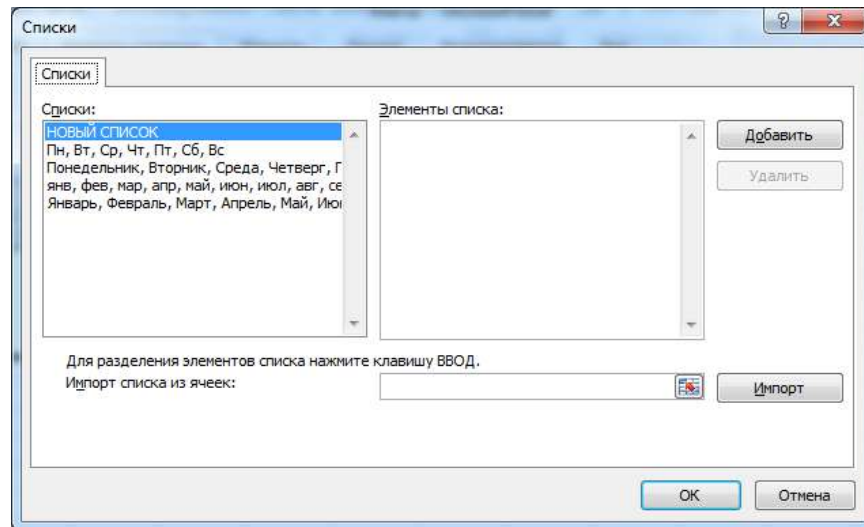 Списки
Списки
Списки:
НОВЫЙ СПИСОК
Пн, Вт, Ср, Чт, Пт, Сб, Вс
Понедельник, Вторник, Среда, Четверг, П
янв, фев, мар, апр, май, июн, июл, авг, се
Январь, Февраль, Март, Апрель, Май, Июн
Элементы списка:
Добавить
Удалить
Для разделения элементов списка нажмите клавишу ВВОД.
Импорт списка из ячеек:
Импорт
ОК
Отмена